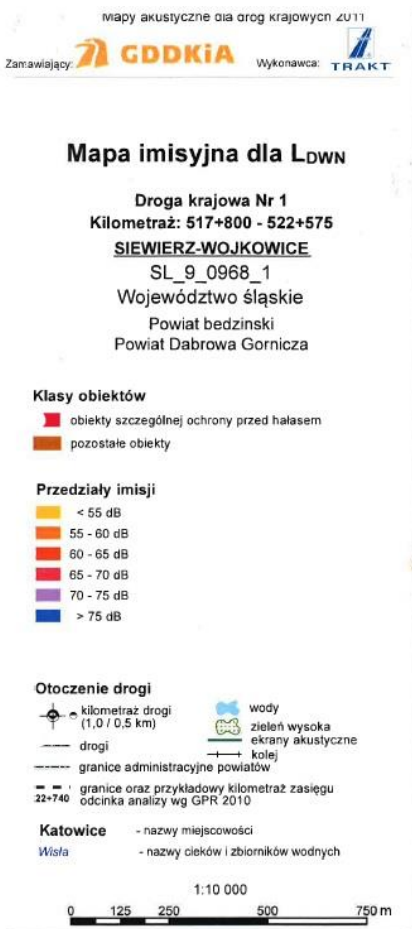 Mapy akustyczne dla dróg krajowych 2011
Zamawiający: GDDKiA Wykonawca: TRAKT
Mapa imisyjna dla LDWN
Droga krajowa Nr 1
Kilometraż: 517+800 - 522+575
SIEWIERZ-WOJKOWICE
SL_9_0968_1
Województwo śląskie
Powiat bedzinski
Powiat Dabrowa Gornicza
Klasy obiektów
obiekty szczególnej ochrony przed hałasem
pozostałe obiekty
Przedziały imisji
< 55 dB
55 - 60 dB
60 - 65 dB
65 - 70 dB
70 - 75 dB
> 75 dB
Otoczenie drogi
kilometraż drogi
(1,0 / 0,5 km)
drogi
wody
zieleń wysoka
ekrany akustyczne
kolej
granice administracyjne powiatów
granice oraz przykładowy kilometraż zasięgu
22+740 odcinka analizy wg GPR 2010
Katowice - nazwy miejscowości
Wisła - nazwy cieków i zbiorników wodnych
1:10 000
0 125 250 500 750 m